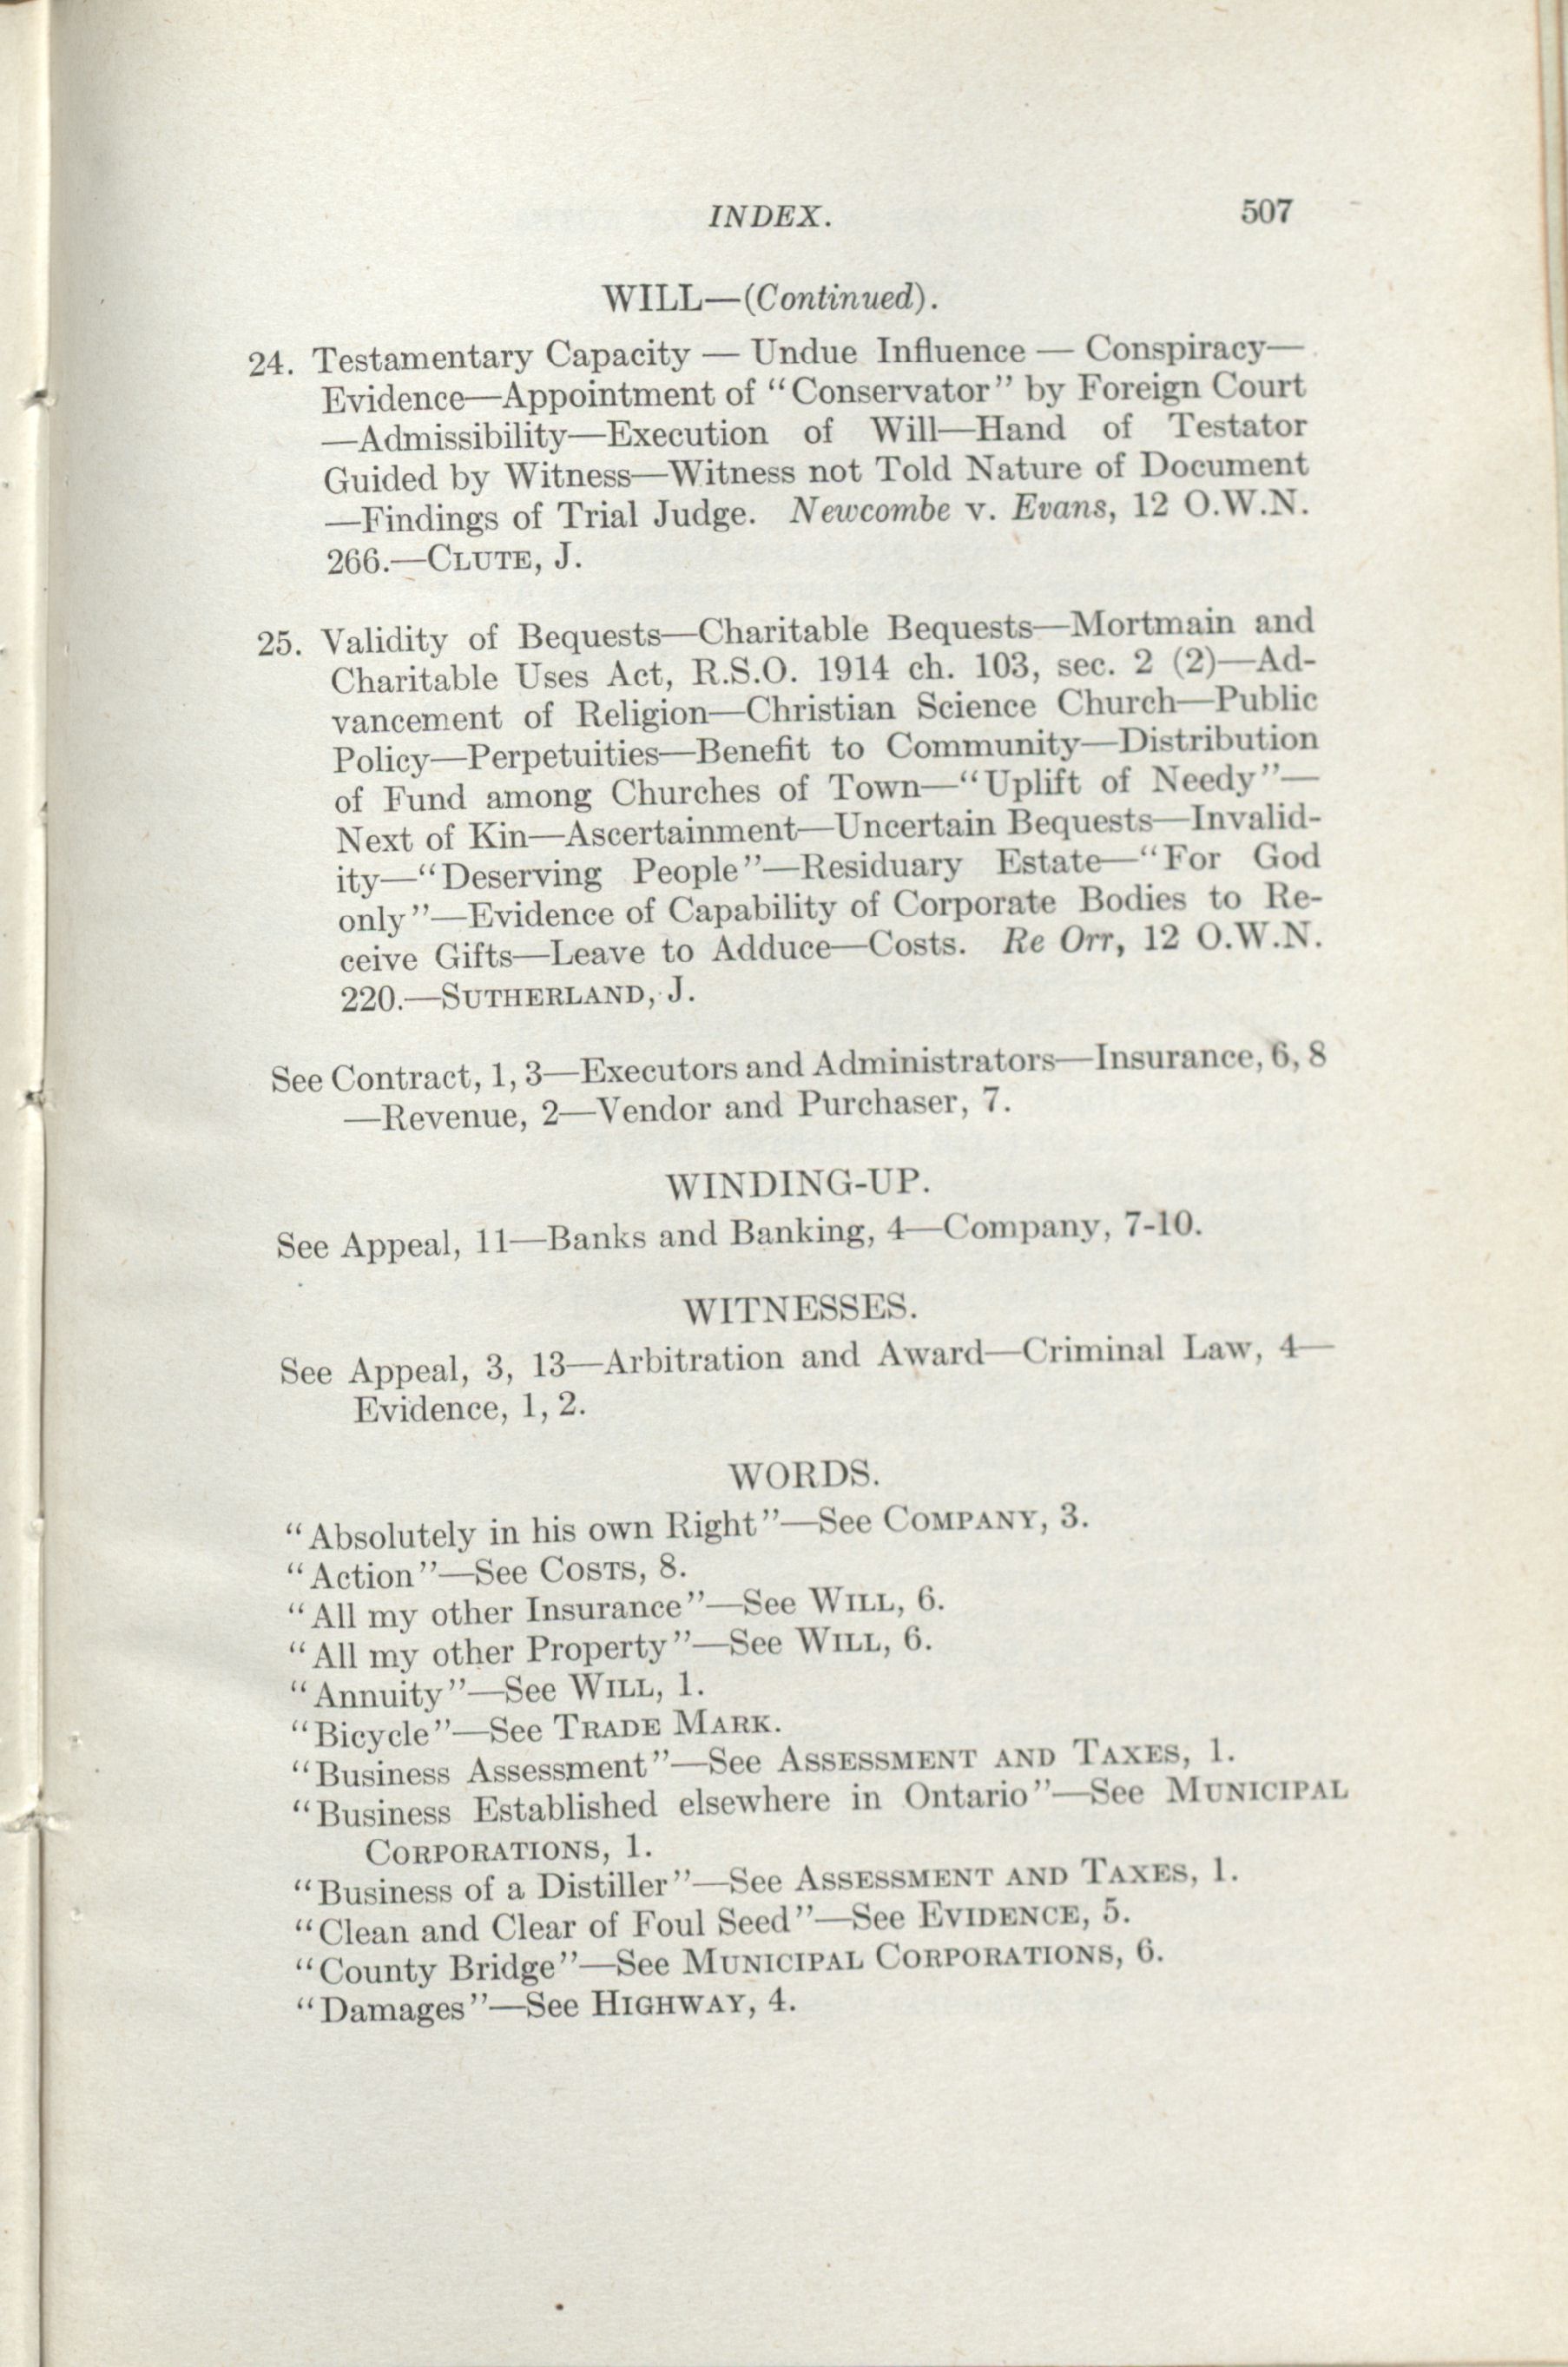 INDEX. 507
WILL—(Continued).
24. Testamentary Capacity — Undue Influence — Conspiracy—
Evidence—Appointment of "Conservator" by Foreign Court
—Admissibility—Execution of Will—Hand of Testator
Guided by Witness—Witness not Told Nature of Document
—Findings of Trial Judge. Newcombe v. Evans, 12 O.W.N.
266.—CLUTE, J.
25. Validity of Bequests—Charitable Bequests—Mortmain and
Charitable Uses Act, R.S.O. 1914 ch. 103, sec. 2 (2)—Ad-
vancement of Religion—Christian Science Church—Public
Policy—Perpetuities—Benefit to Community—Distribution
of Fund among Churches of Town—"Uplift of Needy"—
Next of Kin—Ascertainment—Uncertain Bequests—Invalid-
ity—"Deserving People"—Residuary Estate—"For God
only"—Evidence of Capability of Corporate Bodies to Re-
ceive Gifts—Leave to Adduce—Costs. Re Orr, 12 O.W.N.
220.—SUTHERLAND, J.
See Contract, 1, 3—Executors and Administrators—Insurance, 6, 8
—Revenue, 2—Vendor and Purchaser, 7.
WINDING-UP.
See Appeal, 11—Banks and Banking, 4—Company, 7-10.
WITNESSES.
See Appeal, 3, 13—Arbitration and Award—Criminal Law, 4—
Evidence, 1, 2.
WORDS.
"Absolutely in his own Right"—See COMPANY, 3.
"Action"—See COSTS, 8.
"All my other Insurance"—See WILL, 6.
"All my other Property"—See WILL, 6.
"Annuity"—See WILL, 1.
"Bicycle"—See TRADE MARK.
"Business Assessment"—See ASSESSMENT AND TAXES, 1.
"Business Established elsewhere in Ontario"—See MUNICIPAL
CORPORATIONS, 1.
"Business of a Distiller"—See ASSESSMENT AND TAXES, 1.
"Clean and Clear of Foul Seed"—See EVIDENCE, 5.
"County Bridge"—See MUNICIPAL CORPORATIONS, 6.
"Damages"—See HIGHWAY, 4.